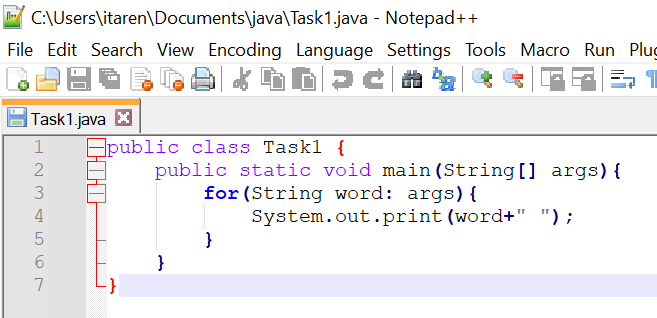 C:\Users\itaren\Documents\java\Task1.java - Notepad++
File Edit Search View Encoding Language Settings Tools Macro Run Plug
Task1.java
1 public class Task1 {
2 public static void main(String[] args){
3 for(String word: args){
4 System.out.print(word+" ");
5 }
6 }
7 }